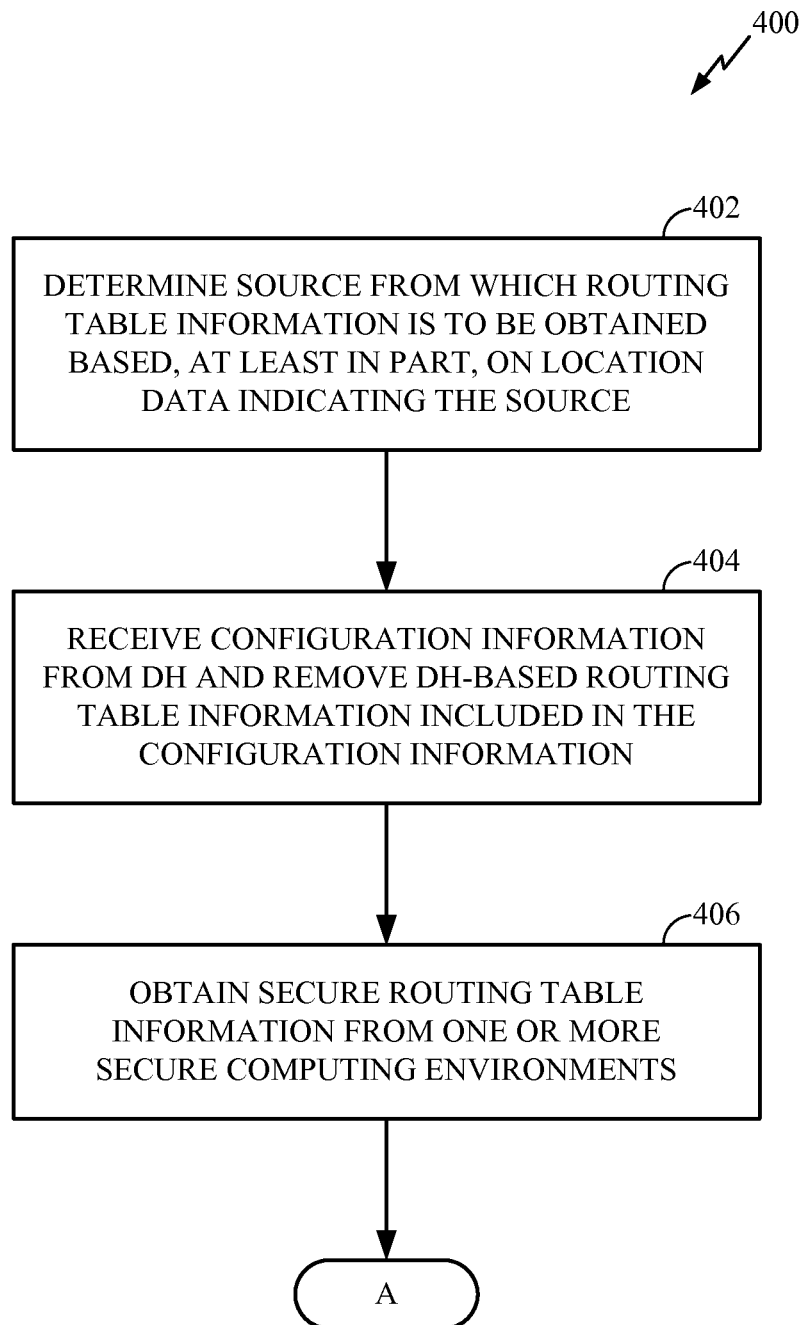 400
402
DETERMINE SOURCE FROM WHICH ROUTING
TABLE INFORMATION IS TO BE OBTAINED
BASED, AT LEAST IN PART, ON LOCATION
DATA INDICATING THE SOURCE
404
RECEIVE CONFIGURATION INFORMATION
FROM DH AND REMOVE DH-BASED ROUTING
TABLE INFORMATION INCLUDED IN THE
CONFIGURATION INFORMATION
406
OBTAIN SECURE ROUTING TABLE
INFORMATION FROM ONE OR MORE
SECURE COMPUTING ENVIRONMENTS
A